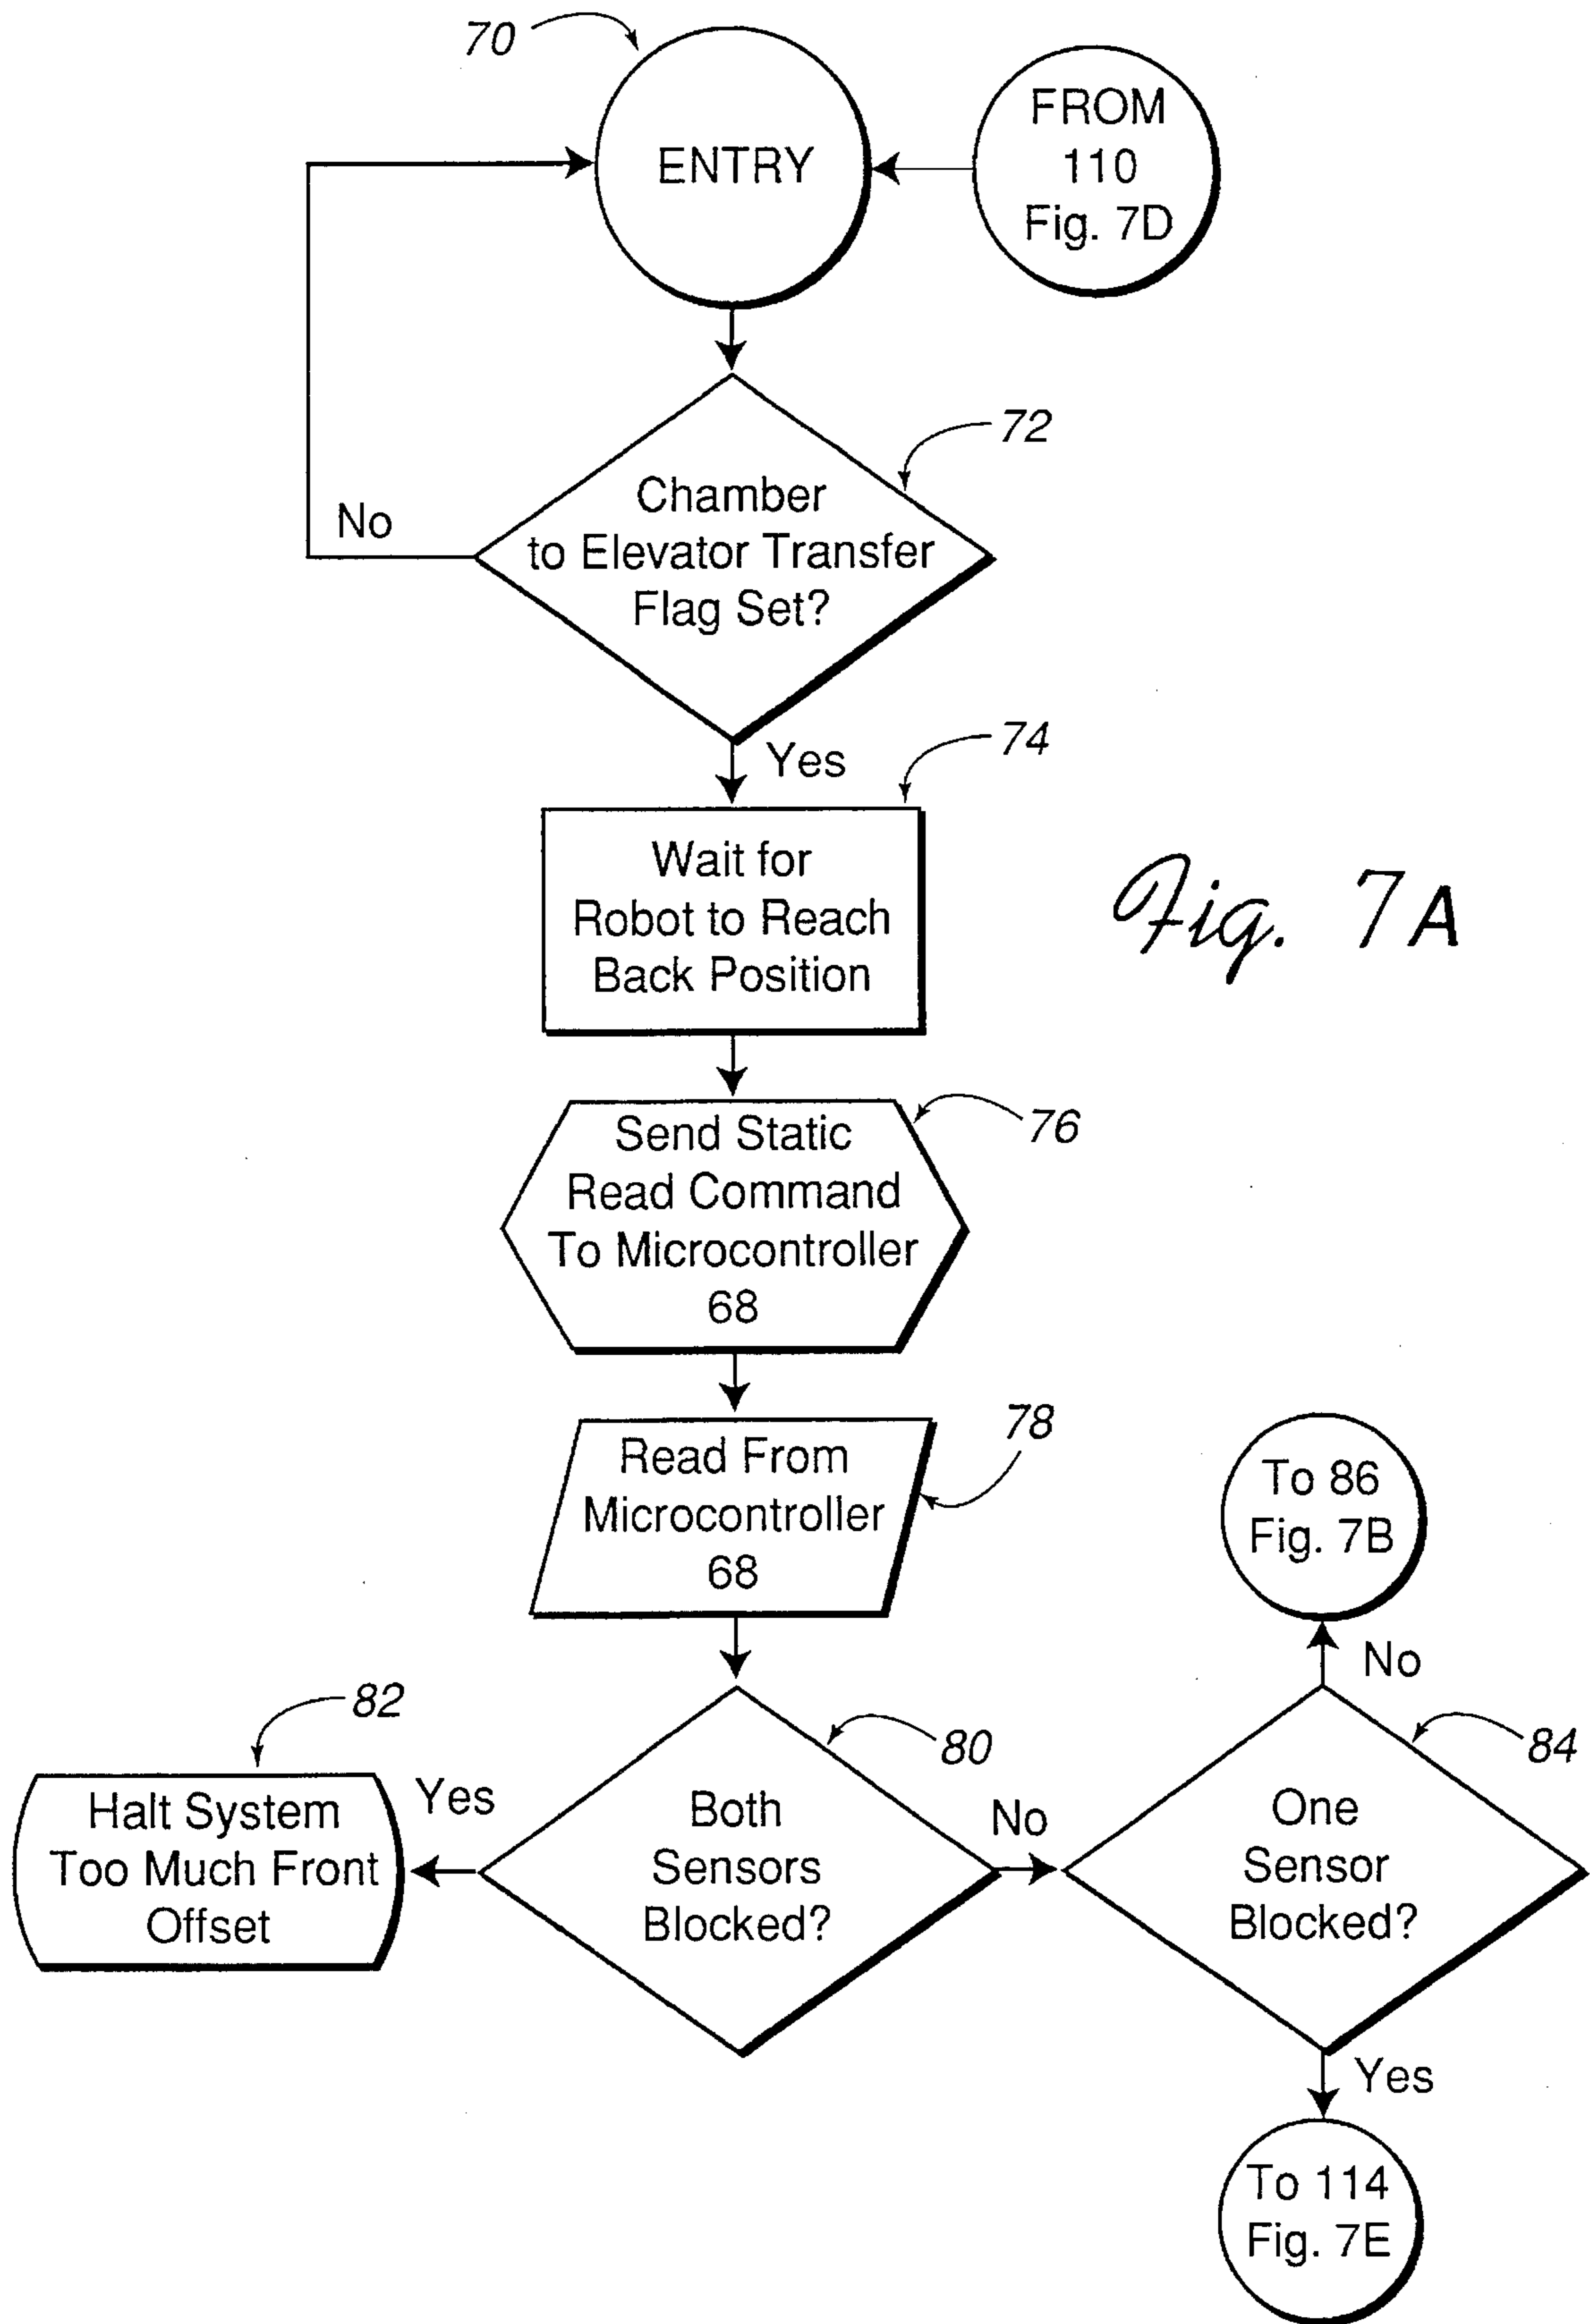 70
ENTRY
FROM
110
Fig. 7D
72
Chamber
to Elevator Transfer
Flag Set?
No
Yes
74
Wait for
Robot to Reach
Back Position
Fig. 7A
76
Send Static
Read Command
To Microcontroller
68
78
Read From
Microcontroller
68
To 86
Fig. 7B
No
82
80
84
Halt System
Too Much Front
Offset
Yes
Both
Sensors
Blocked?
No
One
Sensor
Blocked?
Yes
To 114
Fig. 7E